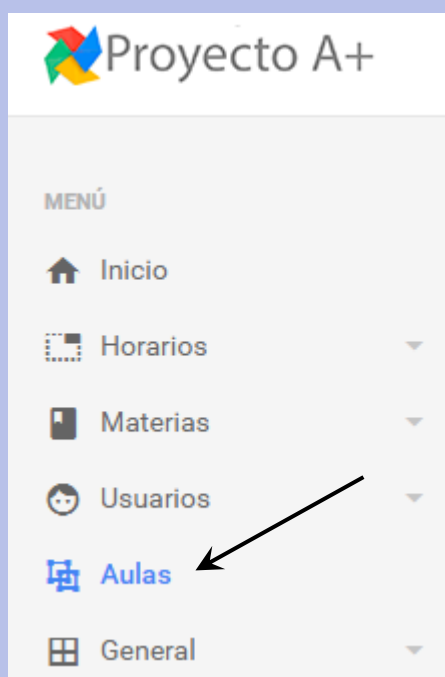 Proyecto A+
MENÚ
Inicio
Horarios
Materias
Usuarios
Aulas
General